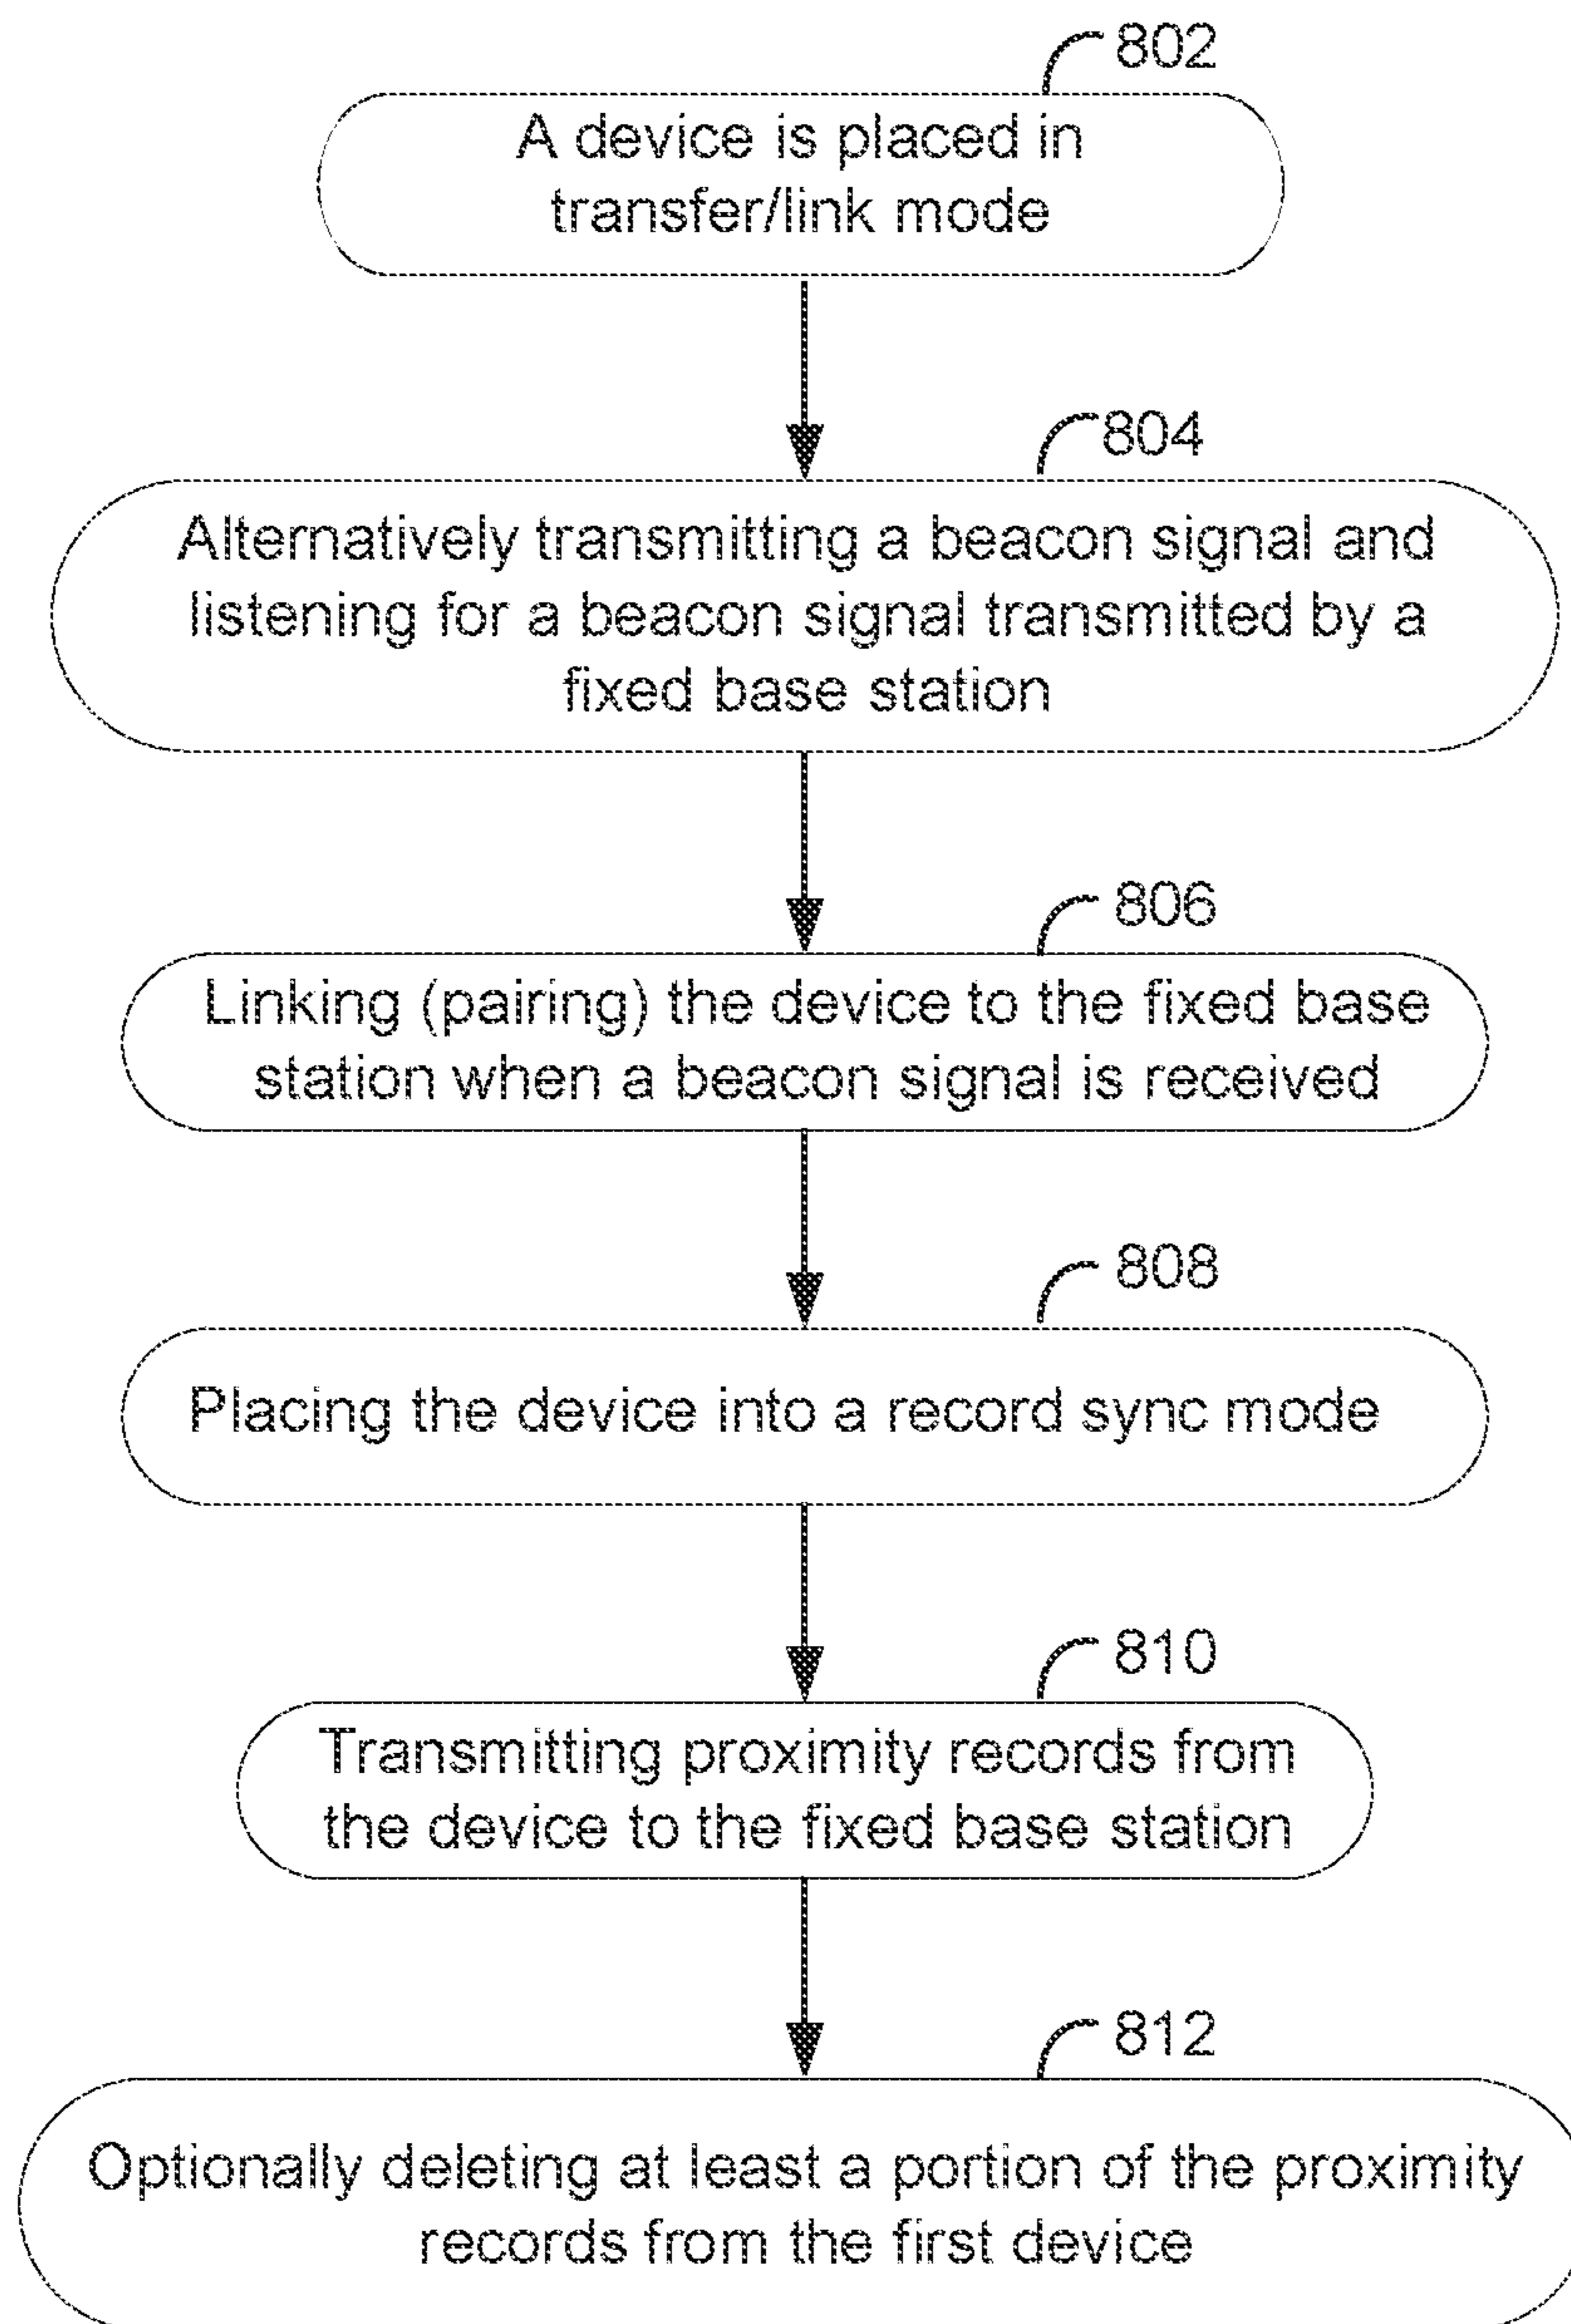 802
A device is placed in
transfer/link mode
804
Alternatively transmitting a beacon signal and
listening for a beacon signal transmitted by a
fixed base station
806
Linking (pairing) the device to the fixed base
station when a beacon signal is received
808
Placing the device into a record sync mode
810
Transmitting proximity records from
the device to the fixed base station
812
Optionally deleting at least a portion of the proximity
records from the first device